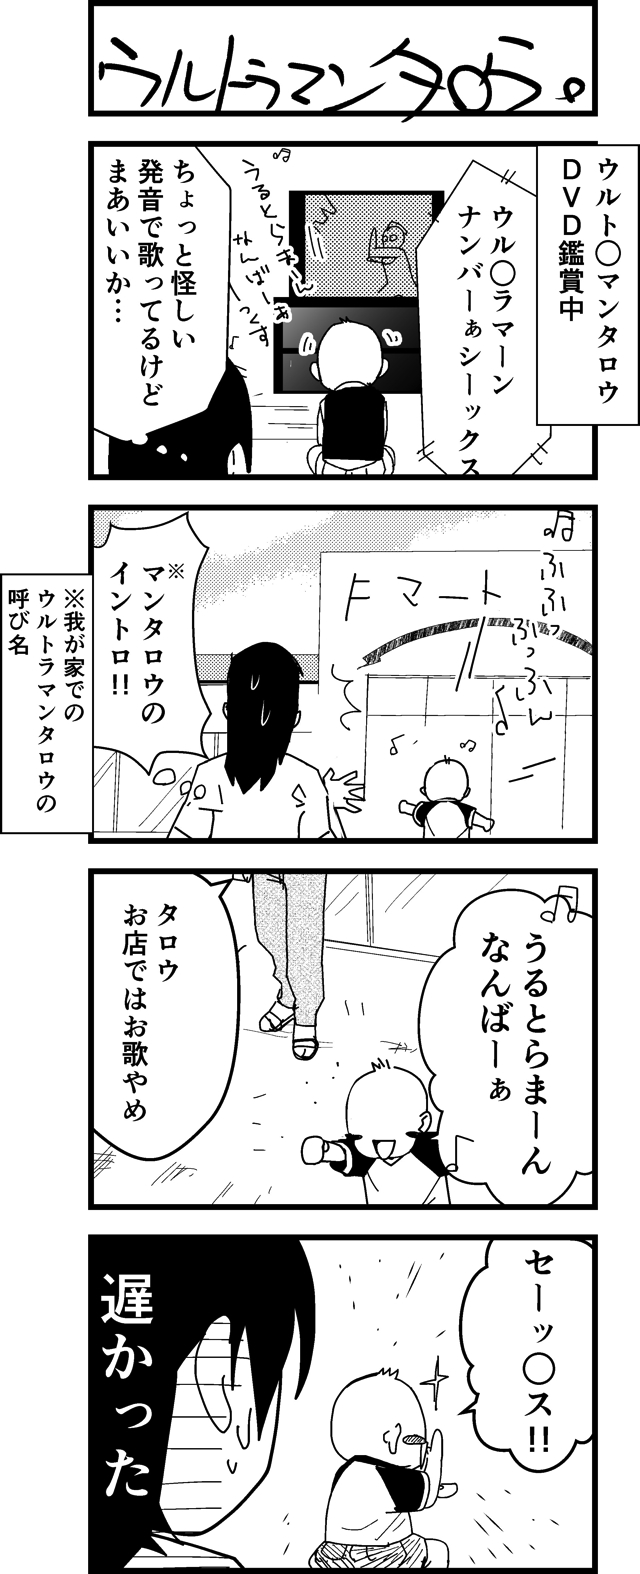 ウルトラマンタロウ。
ウルト〇マンタロウ
DVD鑑賞中
ウル〇ラマーン
ナンバーぁシーックス
♫
うるとらまーん
なんばーぁ
しーっくす
ちょっと怪しい
発音で歌ってるけど
まあいいか…
♫
ふふっ
ぶっふん
♪
Fマート
※
マンタロウの
イントロ!!
※我が家での
ウルトラマンタロウの
呼び名
♫
うるとらまーん
なんばーぁ
タロウ
お店ではお歌やめ
セーッ〇ス!!
遅かった